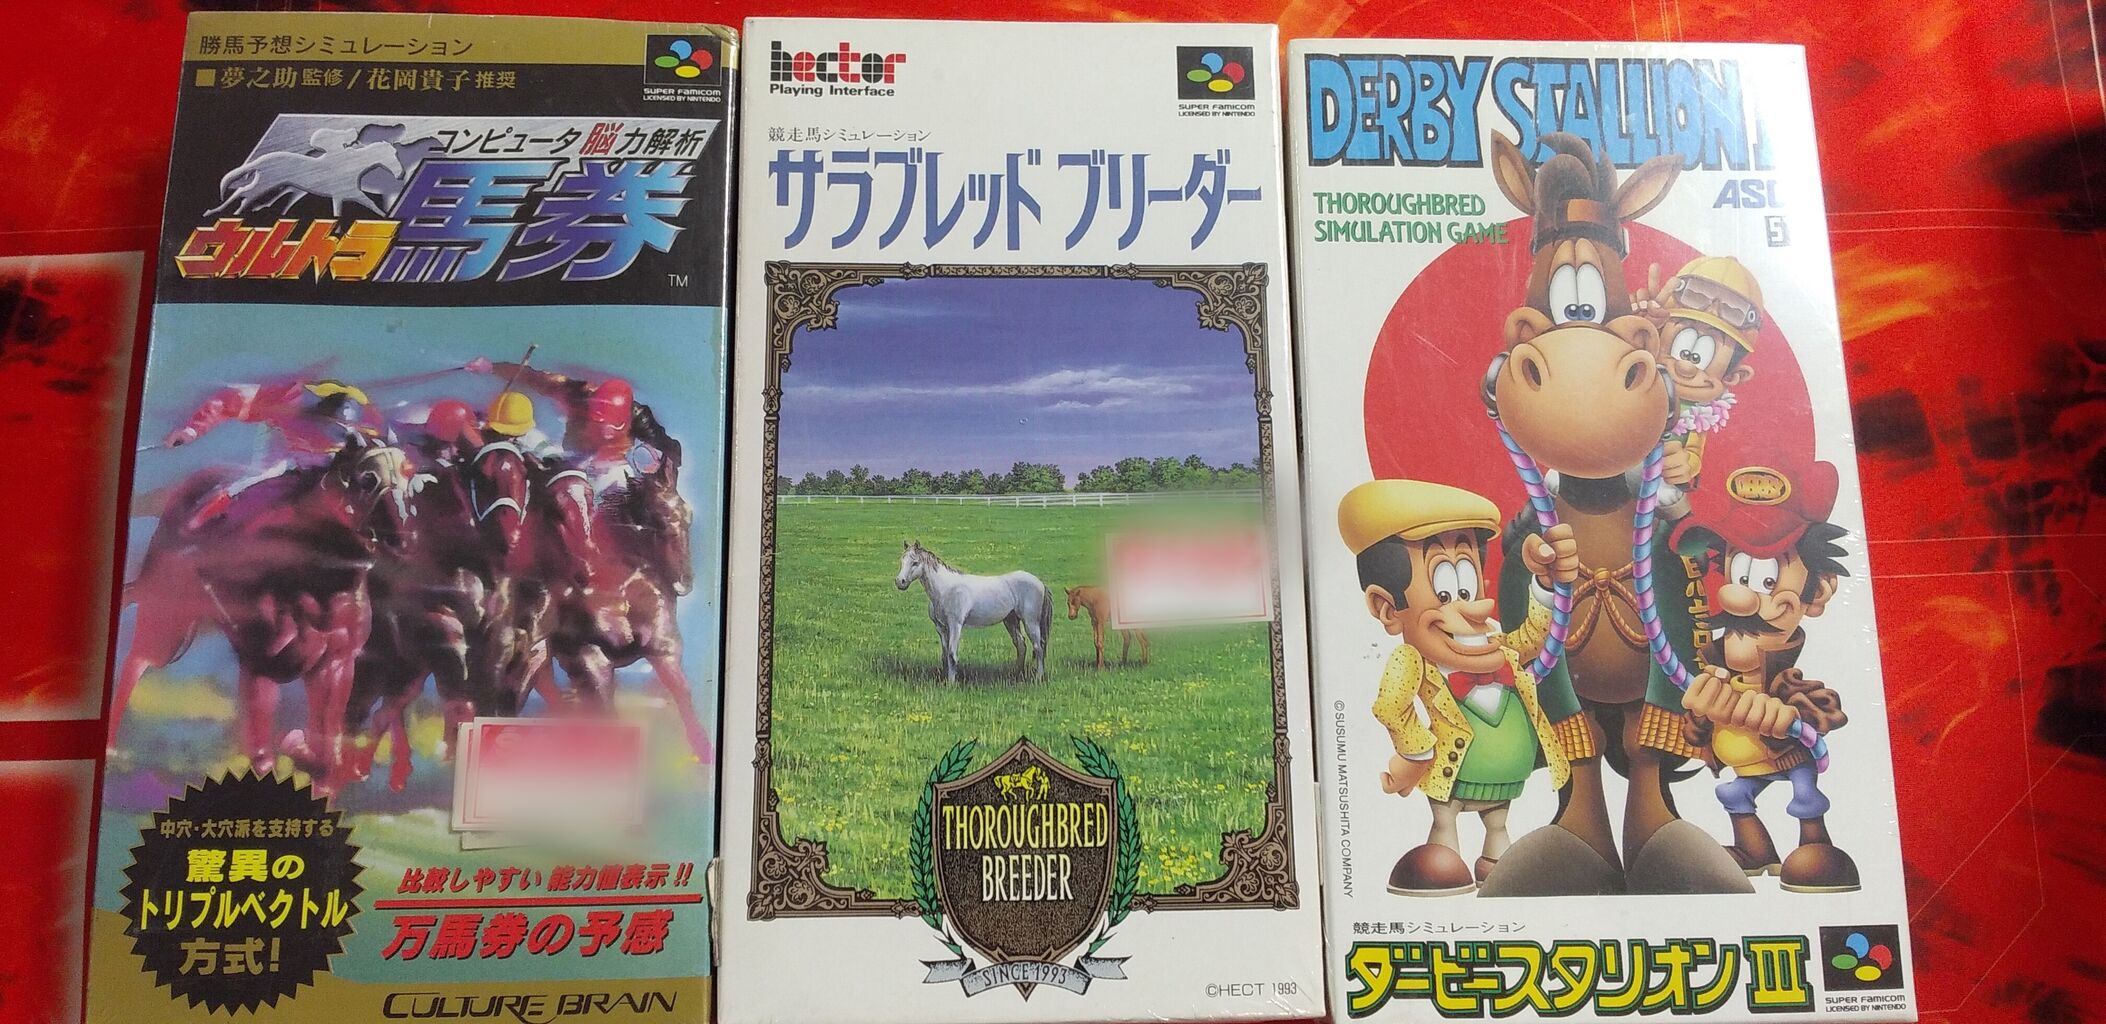 勝馬予想シミュレーション
■夢之助監修/花岡貴子推奨
SUPER FAMICOM
LICENSED BY NINTENDO
コンピュータ脳力解析
ウルトラ馬券
TM
中穴・大穴派を支持する
驚異の
トリプルベクトル
方式!
比較しやすい能力値表示!!
万馬券の予感
CULTURE BRAIN
hector
Playing Interface
SUPER FAMICOM
LICENSED BY NINTENDO
競走馬シミュレーション
サラブレッドブリーダー
THOROUGHBRED
BREEDER
SINCE 1993
©HECT 1993
DERBY STALLION
THOROUGHBRED
SIMULATION GAME
DERBY
©SUSUMU MATSUSHITA COMPANY
競走馬シミュレーション
ダービースタリオンIII
SUPER FAMICOM
LICENSED BY NINTENDO